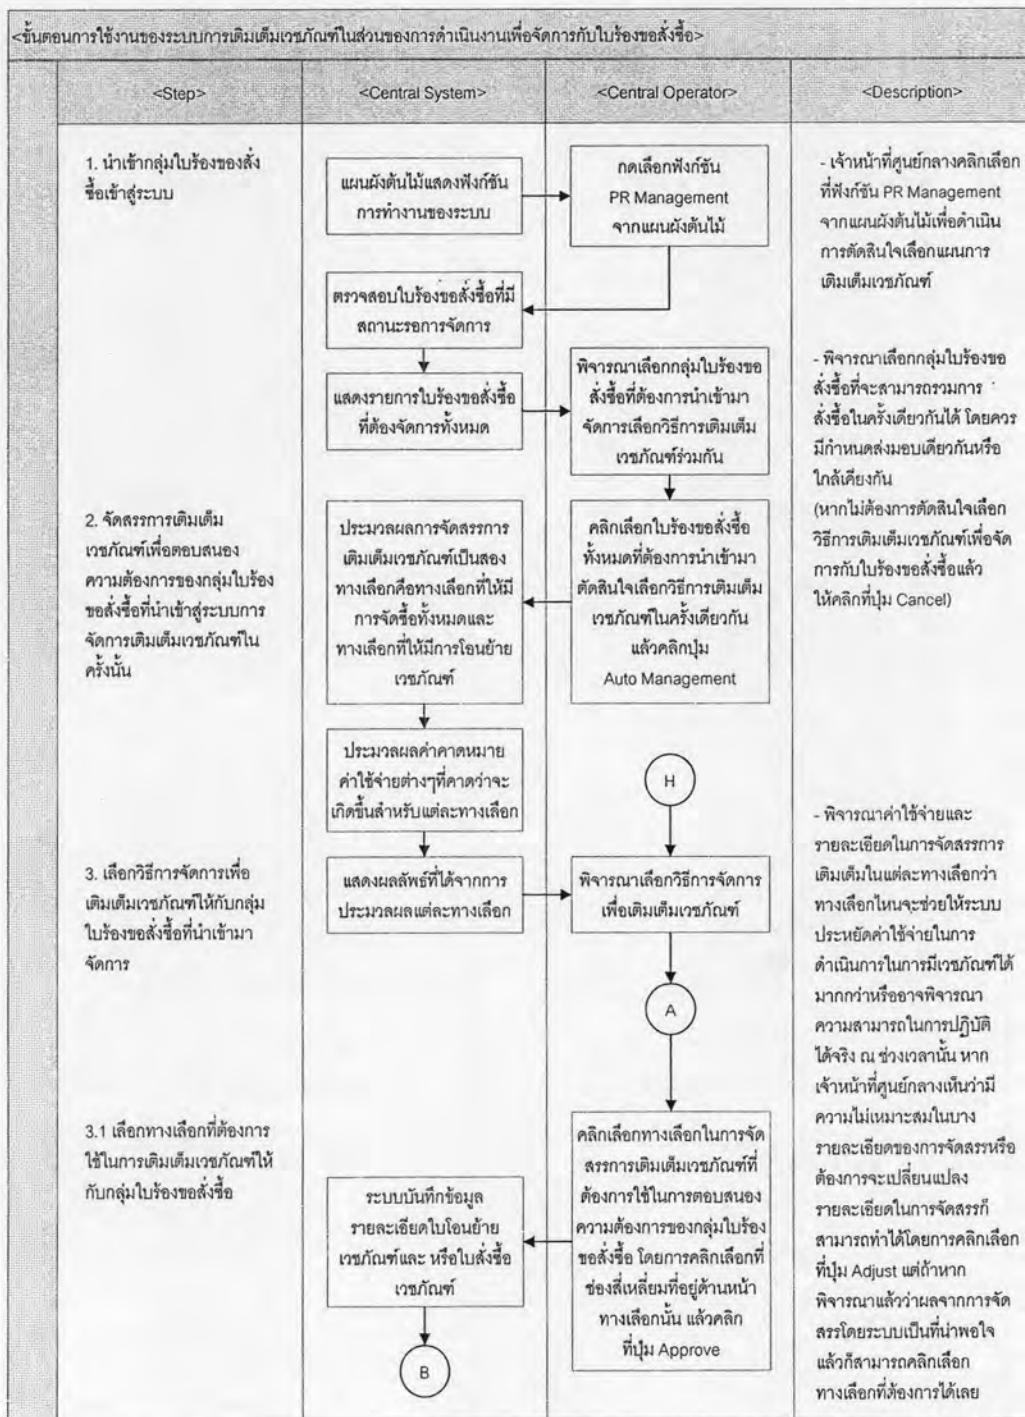 <ขั้นตอนการใช้งานของระบบการเติมเต็มเวชภัณฑ์ในส่วนของการดำเนินงานเพื่อจัดการกับใบร้องขอสั่งซื้อ>
<Step>
<Central System>
<Central Operator>
<Description>
1. นำเข้ากลุ่มใบร้องของสั่ง
ซื้อเข้าสู่ระบบ
แผนผังต้นไม้แสดงฟังก์ชัน
การทำงานของระบบ
กดเลือกฟังก์ชัน
PR Management
จากแผนผังต้นไม้
- เจ้าหน้าที่ศูนย์กลางคลิกเลือก
ที่ฟังก์ชัน PR Management
จากแผนผังต้นไม้เพื่อดำเนิน
การตัดสินใจเลือกแผนการ
เติมเต็มเวชภัณฑ์
ตรวจสอบใบร้องขอสั่งซื้อที่มี
สถานะรอการจัดการ
แสดงรายการใบร้องขอสั่งซื้อ
ที่ต้องจัดการทั้งหมด
พิจารณาเลือกกลุ่มใบร้องขอ
สั่งซื้อที่ต้องการนำเข้ามา
จัดการเลือกวิธีการเติมเต็ม
เวชภัณฑ์ร่วมกัน
- พิจารณาเลือกกลุ่มใบร้องขอ
สั่งซื้อที่จะสามารถรวมการ
สั่งซื้อในครั้งเดียวกันได้ โดยควร
มีกำหนดส่งมอบเดียวกันหรือ
ใกล้เคียงกัน
(หากไม่ต้องการตัดสินใจเลือก
วิธีการเติมเต็มเวชภัณฑ์เพื่อจัด
การกับใบร้องขอสั่งซื้อแล้ว
ให้คลิกที่ปุ่ม Cancel)
2. จัดสรรการเติมเต็ม
เวชภัณฑ์เพื่อตอบสนอง
ความต้องการของกลุ่มใบร้อง
ขอสั่งซื้อที่นำเข้าสู่ระบบการ
จัดการเติมเต็มเวชภัณฑ์ใน
ครั้งนั้น
ประมวลผลการจัดสรรการ
เติมเต็มเวชภัณฑ์เป็นสอง
ทางเลือกคือทางเลือกที่ให้มี
การจัดซื้อทั้งหมดและ
ทางเลือกที่ให้มีการโอนย้าย
เวชภัณฑ์
คลิกเลือกใบร้องขอสั่งซื้อ
ทั้งหมดที่ต้องการนำเข้ามา
ตัดสินใจเลือกวิธีการเติมเต็ม
เวชภัณฑ์ในครั้งเดียวกัน
แล้วคลิกปุ่ม
Auto Management
ประมวลผลค่าคาดหมาย
ค่าใช้จ่ายต่างๆที่คาดว่าจะ
เกิดขึ้นสำหรับแต่ละทางเลือก
H
3. เลือกวิธีการจัดการเพื่อ
เติมเต็มเวชภัณฑ์ให้กับกลุ่ม
ใบร้องขอสั่งซื้อที่นำเข้ามา
จัดการ
แสดงผลลัพธ์ที่ได้จากการ
ประมวลผลแต่ละทางเลือก
พิจารณาเลือกวิธีการจัดการ
เพื่อเติมเต็มเวชภัณฑ์
A
- พิจารณาค่าใช้จ่ายและ
รายละเอียดในการจัดสรรการ
เติมเต็มในแต่ละทางเลือกว่า
ทางเลือกไหนจะช่วยให้ระบบ
ประหยัดค่าใช้จ่ายในการ
ดำเนินการในการมีเวชภัณฑ์ได้
มากกว่าหรืออาจพิจารณา
ความสามารถในการปฏิบัติ
ได้จริง ณ ช่วงเวลานั้น หาก
เจ้าหน้าที่ศูนย์กลางเห็นว่ามี
ความไม่เหมาะสมในบาง
รายละเอียดของการจัดสรรหรือ
ต้องการจะเปลี่ยนแปลง
รายละเอียดในการจัดสรรก็
สามารถทำได้โดยการคลิกเลือก
ที่ปุ่ม Adjust แต่ถ้าหาก
พิจารณาแล้วว่าผลจากการจัด
สรรโดยระบบเป็นที่น่าพอใจ
แล้วก็สามารถคลิกเลือก
ทางเลือกที่ต้องการได้เลย
3.1 เลือกทางเลือกที่ต้องการ
ใช้ในการเติมเต็มเวชภัณฑ์ให้
กับกลุ่มใบร้องขอสั่งซื้อ
ระบบบันทึกข้อมูล
รายละเอียดใบโอนย้าย
เวชภัณฑ์และ หรือใบสั่งซื้อ
เวชภัณฑ์
คลิกเลือกทางเลือกในการจัด
สรรการเติมเต็มเวชภัณฑ์ที่
ต้องการใช้ในการตอบสนอง
ความต้องการของกลุ่มใบร้อง
ขอสั่งซื้อ โดยการคลิกเลือกที่
ช่องสี่เหลี่ยมที่อยู่ด้านหน้า
ทางเลือกนั้น แล้วคลิก
ที่ปุ่ม Approve
B